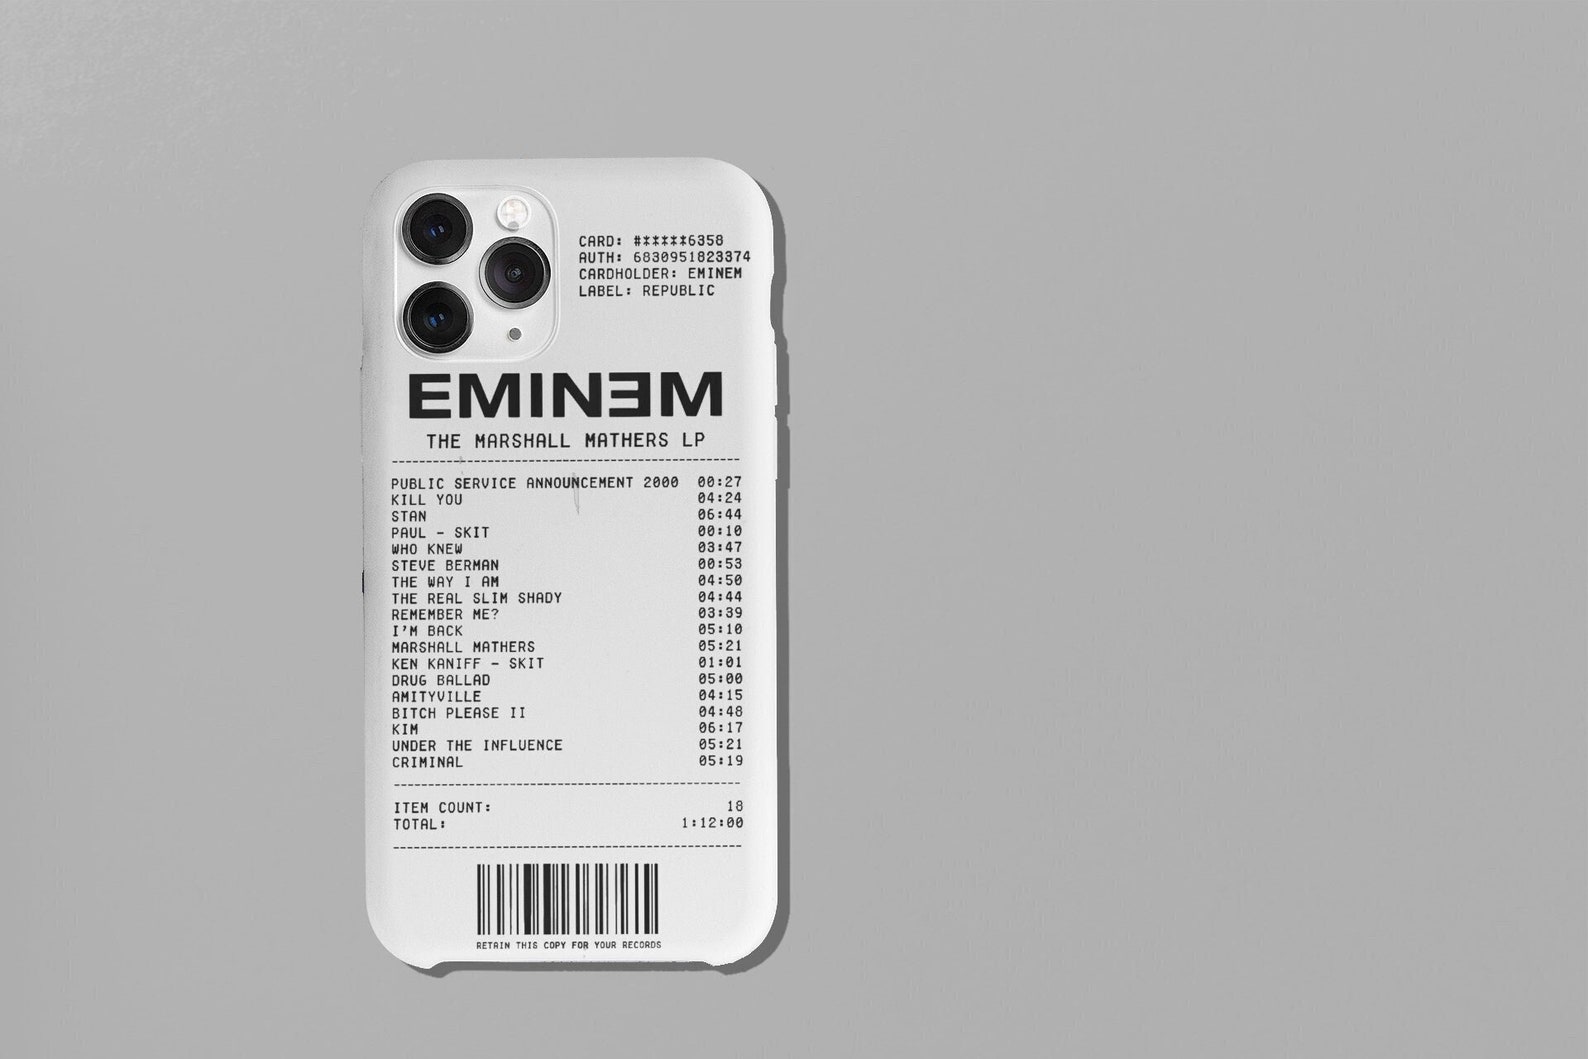 CARD: #*****6358
AUTH: 6830951823374
CARDHOLDER: EMINEM
LABEL: REPUBLIC
EMINƎM
THE MARSHALL MATHERS LP
PUBLIC SERVICE ANNOUNCEMENT 2000 00:27
KILL YOU 04:24
STAN 06:44
PAUL - SKIT 00:10
WHO KNEW 03:47
STEVE BERMAN 00:53
THE WAY I AM 04:50
THE REAL SLIM SHADY 04:44
REMEMBER ME? 03:39
I'M BACK 05:10
MARSHALL MATHERS 05:21
KEN KANIFF - SKIT 01:01
DRUG BALLAD 05:00
AMITYVILLE 04:15
BITCH PLEASE II 04:48
KIM 06:17
UNDER THE INFLUENCE 05:21
CRIMINAL 05:19
ITEM COUNT: 18
TOTAL: 1:12:00
RETAIN THIS COPY FOR YOUR RECORDS